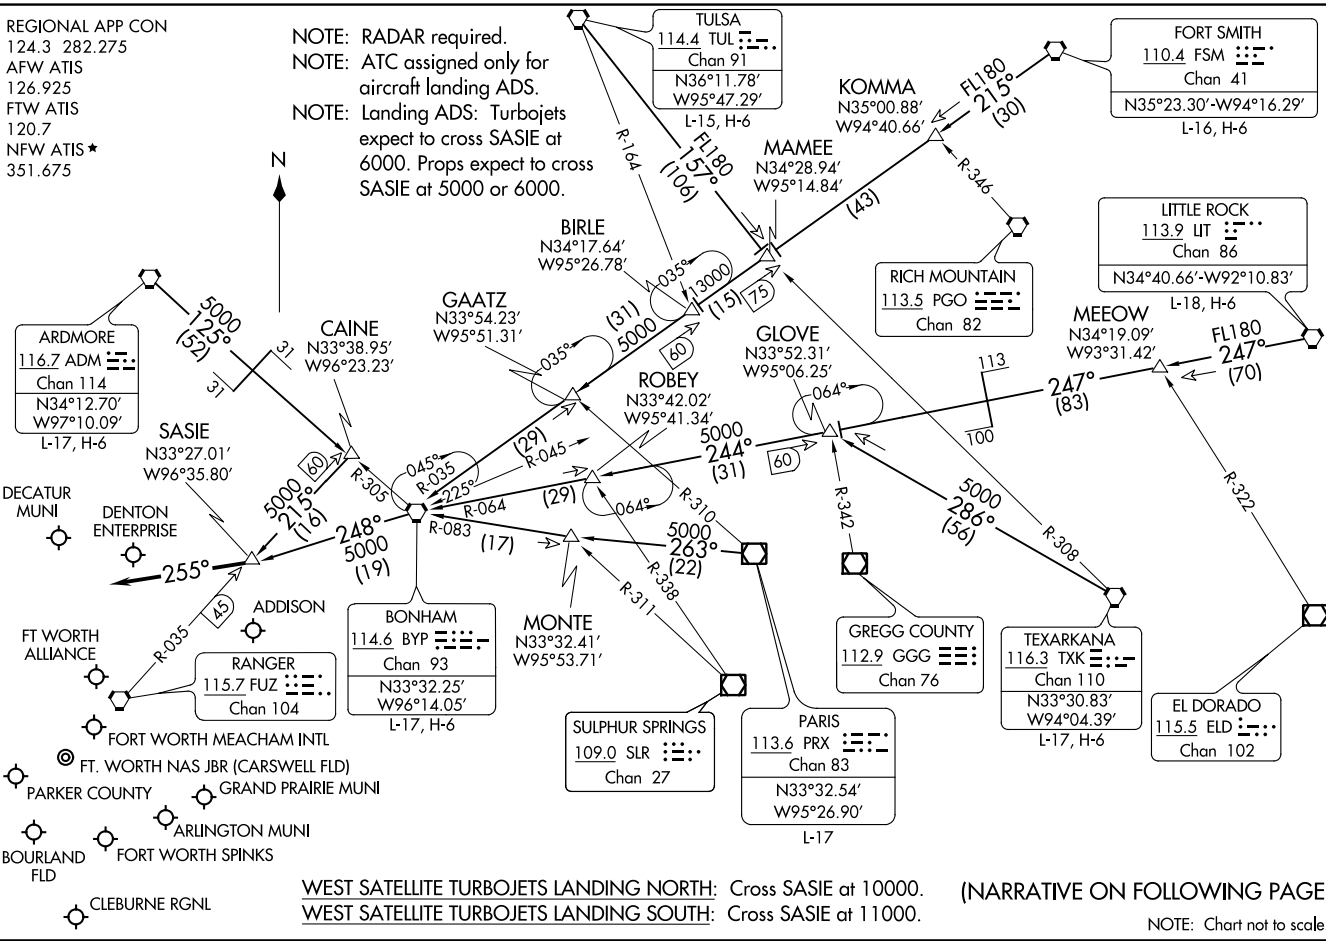 REGIONAL APP CON
124.3 282.275
AFW ATIS
126.925
FTW ATIS
120.7
NFW ATIS★
351.675
NOTE: RADAR required.
NOTE: ATC assigned only for
aircraft landing ADS.
NOTE: Landing ADS: Turbojets
expect to cross SASIE at
6000. Props expect to cross
SASIE at 5000 or 6000.
N
TULSA
114.4 TUL
Chan 91
N36°11.78′
W95°47.29′
L-15, H-6
R-164
FL180
157°
(106)
KOMMA
N35°00.88′
W94°40.66′
FL180
215°
(30)
FORT SMITH
110.4 FSM
Chan 41
N35°23.30′-W94°16.29′
L-16, H-6
MAMEE
N34°28.94′
W95°14.84′
(43)
R-346
RICH MOUNTAIN
113.5 PGO
Chan 82
LITTLE ROCK
113.9 LIT
Chan 86
N34°40.66′-W92°10.83′
L-18, H-6
MEEOW
N34°19.09′
W93°31.42′
FL180
247°
(70)
BIRLE
N34°17.64′
W95°26.78′
035°
13000
(15)
75
GAATZ
N33°54.23′
W95°51.31′
(31)
5000
035°
60
GLOVE
N33°52.31′
W95°06.25′
064°
113
100
247°
(83)
ARDMORE
116.7 ADM
Chan 114
N34°12.70′
W97°10.09′
L-17, H-6
5000
125°
(52)
31
31
CAINE
N33°38.95′
W96°23.23′
ROBEY
N33°42.02′
W95°41.34′
SASIE
N33°27.01′
W96°35.80′
60
5000
215°
(16)
R-305
045°
R-035
225°
R-045
(29)
R-064
(29)
064°
5000
244°
(31)
60
R-310
R-342
5000
286°
(56)
R-308
R-322
DECATUR
MUNI
DENTON
ENTERPRISE
255°
248°
5000
(19)
R-083
(17)
5000
263°
(22)
R-338
R-311
R-035
45
ADDISON
FT WORTH
ALLIANCE
RANGER
115.7 FUZ
Chan 104
BONHAM
114.6 BYP
Chan 93
N33°32.25′
W96°14.05′
L-17, H-6
MONTE
N33°32.41′
W95°53.71′
GREGG COUNTY
112.9 GGG
Chan 76
TEXARKANA
116.3 TXK
Chan 110
N33°30.83′
W94°04.39′
L-17, H-6
EL DORADO
115.5 ELD
Chan 102
SULPHUR SPRINGS
109.0 SLR
Chan 27
PARIS
113.6 PRX
Chan 83
N33°32.54′
W95°26.90′
L-17
FORT WORTH MEACHAM INTL
FT. WORTH NAS JBR (CARSWELL FLD)
PARKER COUNTY
GRAND PRAIRIE MUNI
ARLINGTON MUNI
BOURLAND
FLD
FORT WORTH SPINKS
CLEBURNE RGNL
WEST SATELLITE TURBOJETS LANDING NORTH: Cross SASIE at 10000.
WEST SATELLITE TURBOJETS LANDING SOUTH: Cross SASIE at 11000.
(NARRATIVE ON FOLLOWING PAGE
NOTE: Chart not to scale